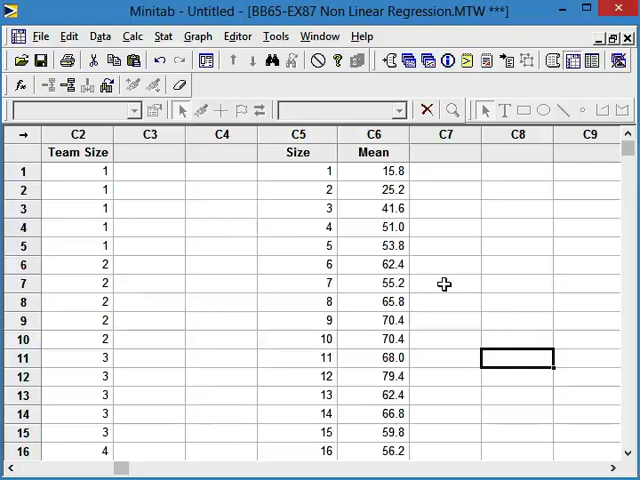 Minitab - Untitled - [BB65-EX87 Non Linear Regression.MTW ***]
File Edit Data Calc Stat Graph Editor Tools Window Help
C2 C3 C4 C5 C6 C7 C8 C9
Team Size Size Mean
1 1 1 15.8
2 1 2 25.2
3 1 3 41.6
4 1 4 51.0
5 1 5 53.8
6 2 6 62.4
7 2 7 55.2
8 2 8 65.8
9 2 9 70.4
10 2 10 70.4
11 3 11 68.0
12 3 12 79.4
13 3 13 62.4
14 3 14 66.8
15 3 15 59.8
16 4 16 56.2